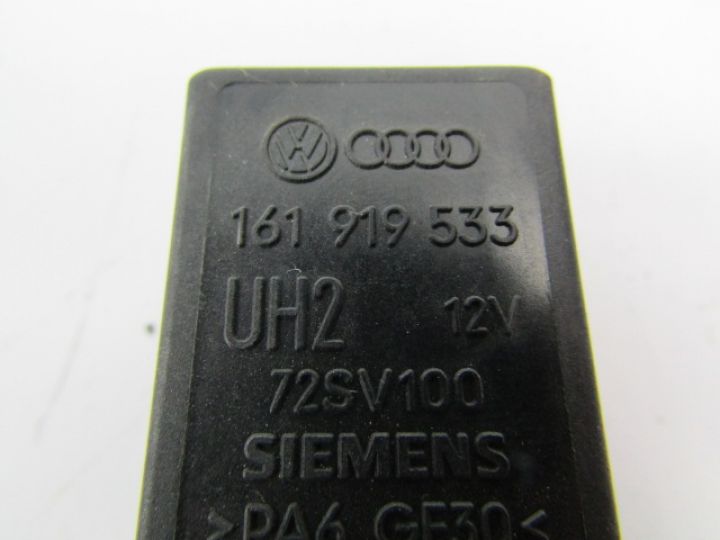 161 919 533
UH2 12V
72SV100
SIEMENS
>PA6 GF30<